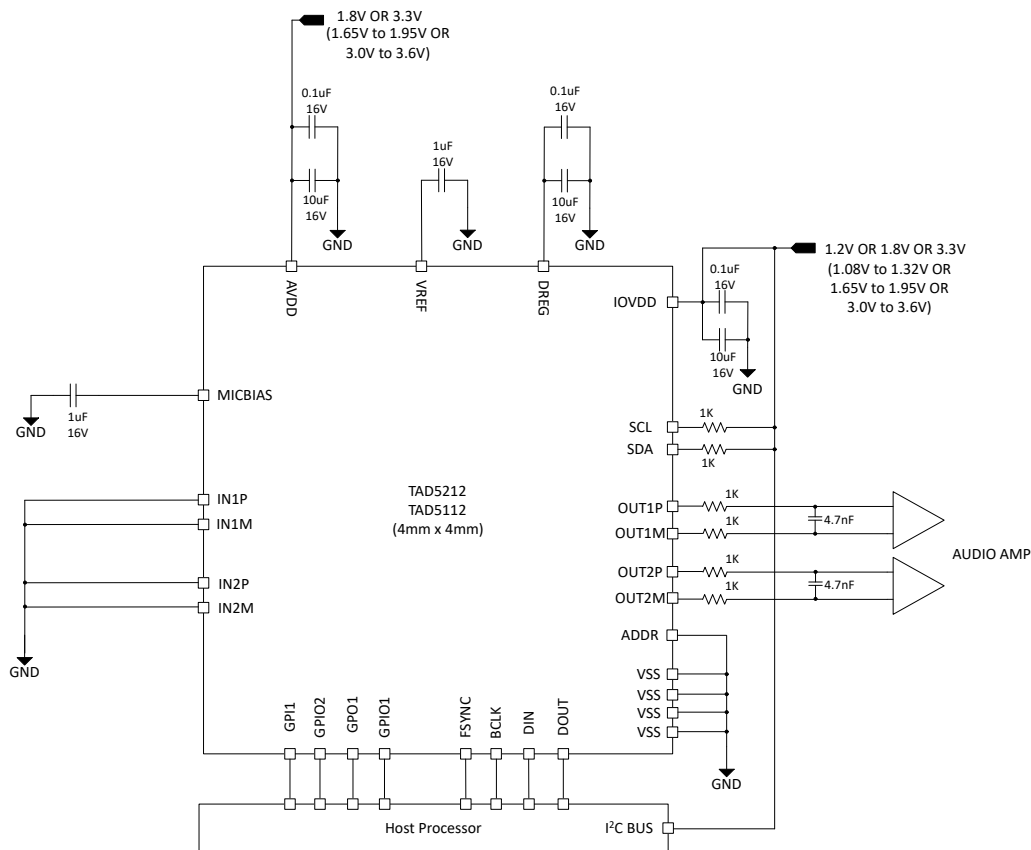 1.8V OR 3.3V
(1.65V to 1.95V OR
3.0V to 3.6V)
0.1uF
16V
10uF
16V
GND
1uF
16V
GND
0.1uF
16V
10uF
16V
GND
1.2V OR 1.8V OR 3.3V
(1.08V to 1.32V OR
1.65V to 1.95V OR
3.0V to 3.6V)
0.1uF
16V
10uF
16V
GND
AVDD
VREF
DREG
IOVDD
MICBIAS
1uF
16V
GND
SCL
1K
SDA
1K
IN1P
IN1M
IN2P
IN2M
GND
TAD5212
TAD5112
(4mm x 4mm)
OUT1P
1K
OUT1M
1K
4.7nF
OUT2P
1K
OUT2M
1K
4.7nF
AUDIO AMP
ADDR
VSS
VSS
VSS
VSS
GND
GPI1
GPIO2
GPO1
GPIO1
FSYNC
BCLK
DIN
DOUT
Host Processor
I²C BUS